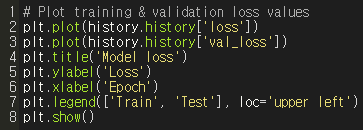 1 # Plot training & validation loss values
2 plt.plot(history.history['loss'])
3 plt.plot(history.history['val_loss'])
4 plt.title('Model loss')
5 plt.ylabel('Loss')
6 plt.xlabel('Epoch')
7 plt.legend(['Train', 'Test'], loc='upper left')
8 plt.show()